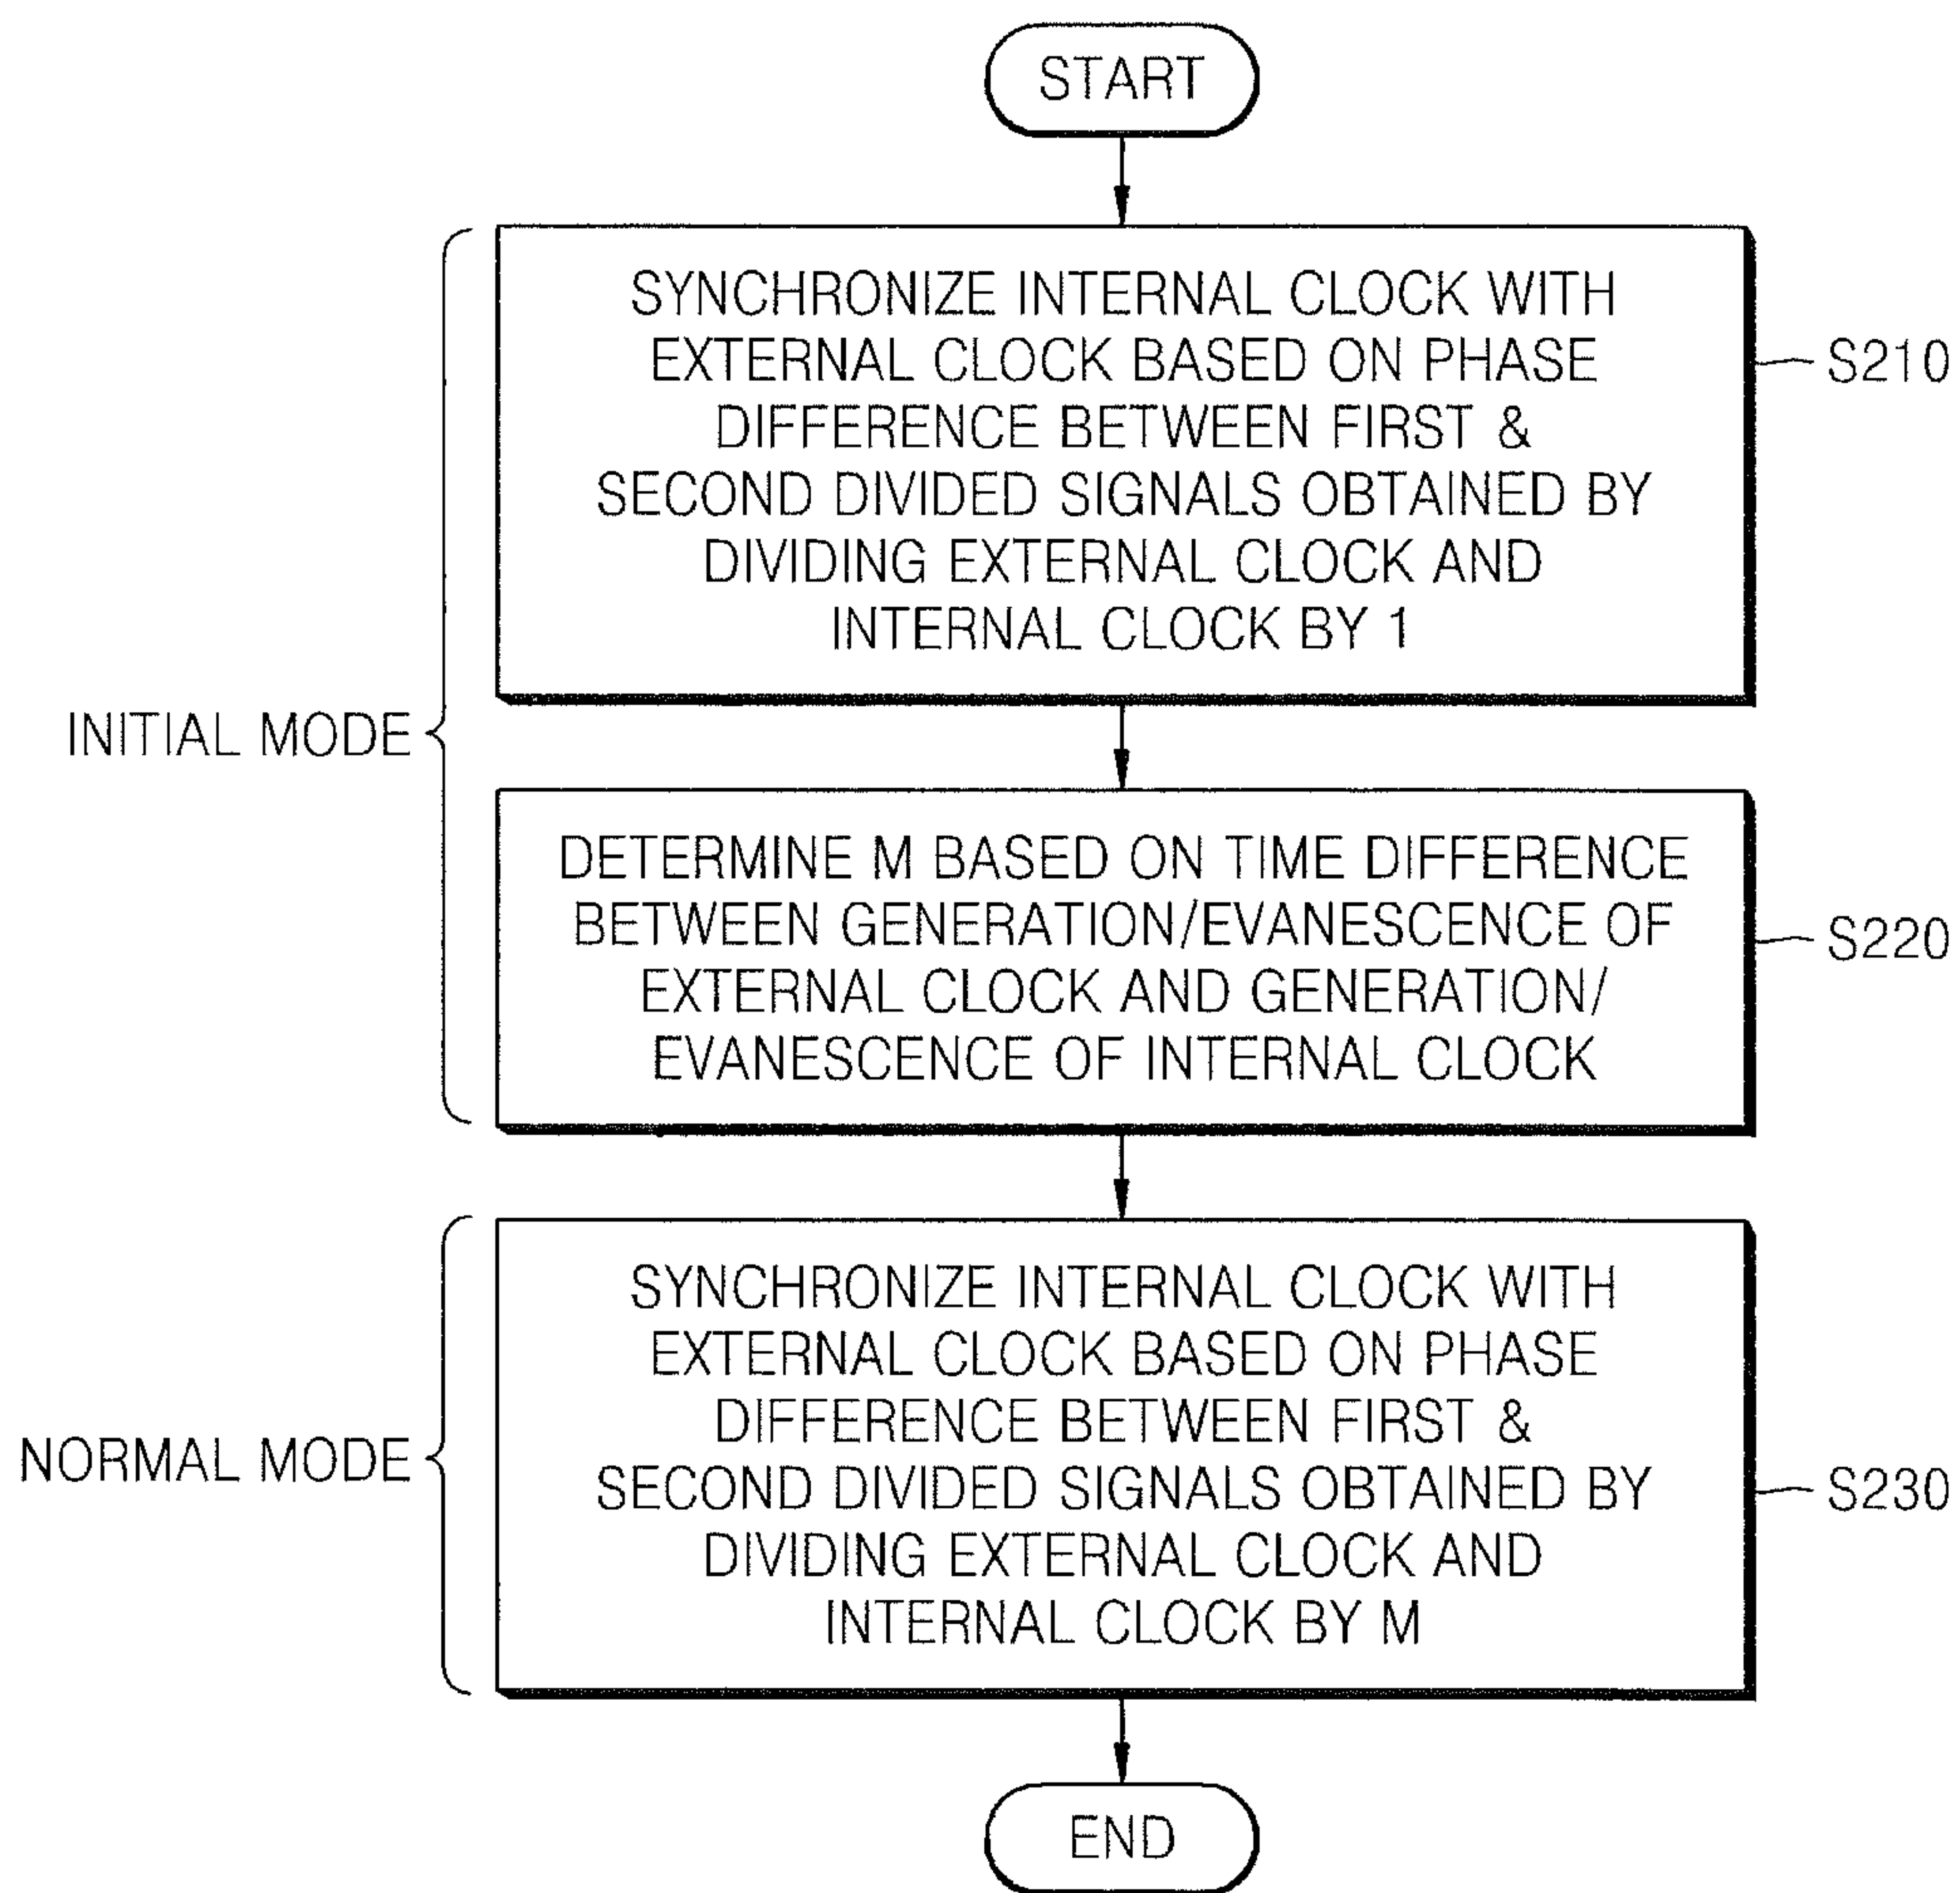 START
SYNCHRONIZE INTERNAL CLOCK WITH
EXTERNAL CLOCK BASED ON PHASE
DIFFERENCE BETWEEN FIRST &
SECOND DIVIDED SIGNALS OBTAINED BY
DIVIDING EXTERNAL CLOCK AND
INTERNAL CLOCK BY 1
S210
INITIAL MODE
DETERMINE M BASED ON TIME DIFFERENCE
BETWEEN GENERATION/EVANESCENCE OF
EXTERNAL CLOCK AND GENERATION/
EVANESCENCE OF INTERNAL CLOCK
S220
SYNCHRONIZE INTERNAL CLOCK WITH
EXTERNAL CLOCK BASED ON PHASE
DIFFERENCE BETWEEN FIRST &
SECOND DIVIDED SIGNALS OBTAINED BY
DIVIDING EXTERNAL CLOCK AND
INTERNAL CLOCK BY M
S230
NORMAL MODE
END